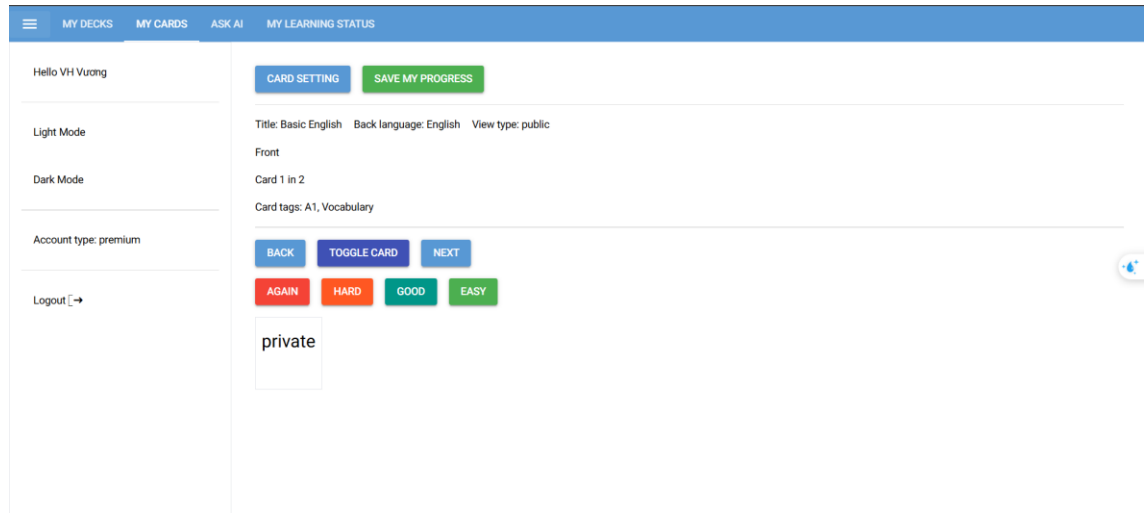 MY DECKS MY CARDS ASK AI MY LEARNING STATUS
Hello VH Vương
Light Mode
Dark Mode
Account type: premium
Logout
CARD SETTING SAVE MY PROGRESS
Title: Basic English Back language: English View type: public
Front
Card 1 in 2
Card tags: A1, Vocabulary
BACK TOGGLE CARD NEXT
AGAIN HARD GOOD EASY
private